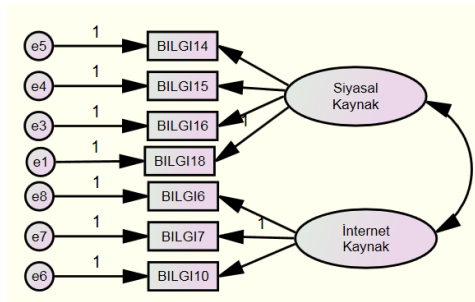 1
e5
BILGI14
1
e4
BILGI15
Siyasal
Kaynak
1
e3
BILGI16
1
1
e1
BILGI18
1
e8
BILGI6
1
e7
BILGI7
1
İnternet
Kaynak
1
e6
BILGI10